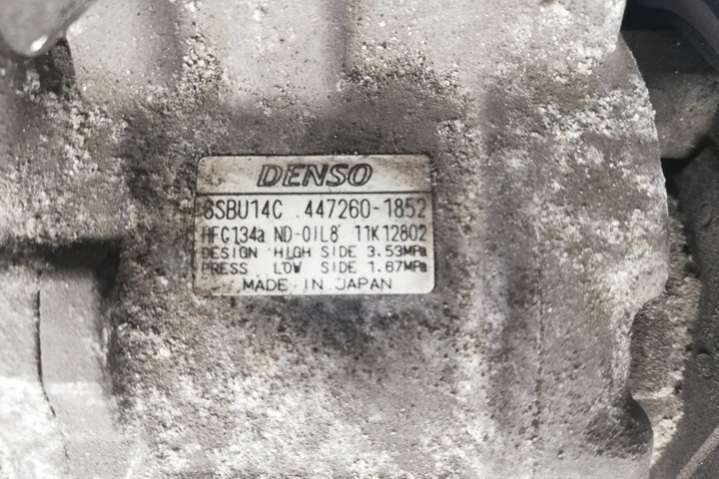 DENSO
6SBU14C 447260-1852
HFC134a ND-OIL8 11K12802
DESIGN HIGH SIDE 3.53MPa
PRESS. LOW SIDE 1.67MPa
MADE IN JAPAN